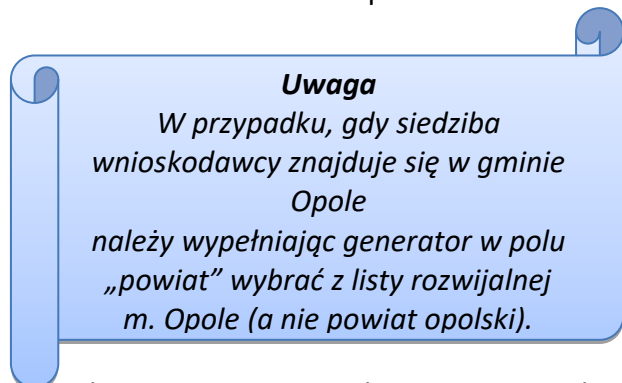 Uwaga
W przypadku, gdy siedziba
wnioskodawcy znajduje się w gminie
Opole
należy wypełniając generator w polu
„powiat” wybrać z listy rozwijalnej
m. Opole (a nie powiat opolski).